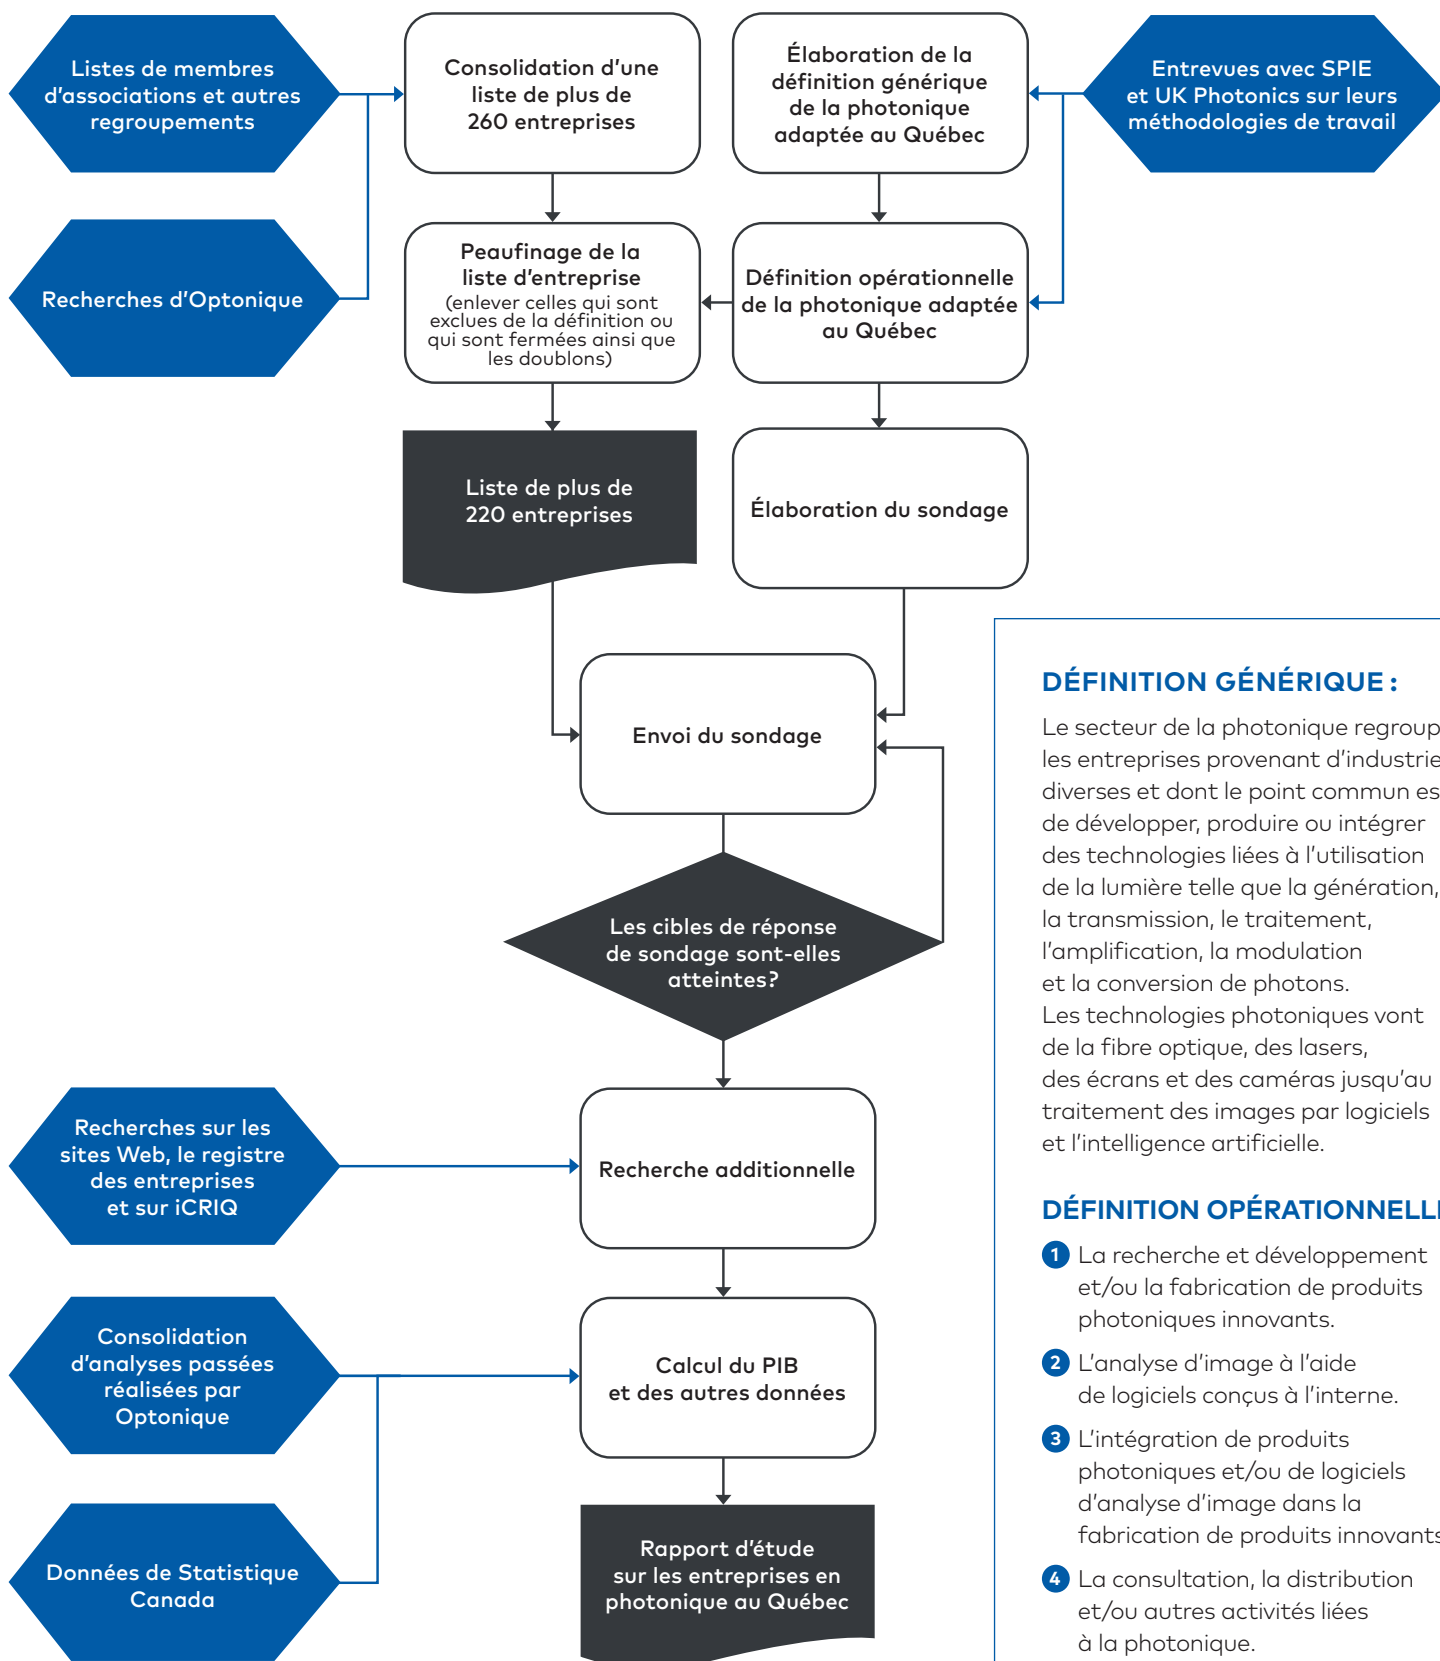 Listes de membres
d'associations et autres
regroupements
Consolidation d'une
liste de plus de
260 entreprises
Élaboration de la
définition générique
de la photonique
adaptée au Québec
Entrevues avec SPIE
et UK Photonics sur leurs
méthodologies de travail
Recherches d'Optonique
Peaufinage de la
liste d'entreprise
(enlever celles qui sont
exclues de la définition ou
qui sont fermées ainsi que
les doublons)
Définition opérationnelle
de la photonique adaptée
au Québec
Liste de plus de
220 entreprises
Élaboration du sondage
Envoi du sondage
Les cibles de réponse
de sondage sont-elles
atteintes?
Recherches sur les
sites Web, le registre
des entreprises
et sur iCRIQ
Recherche additionnelle
Consolidation
d'analyses passées
réalisées par
Optonique
Calcul du PIB
et des autres données
Données de Statistique
Canada
Rapport d'étude
sur les entreprises en
photonique au Québec
DÉFINITION GÉNÉRIQUE :
Le secteur de la photonique regroup
les entreprises provenant d'industrie
diverses et dont le point commun es
de développer, produire ou intégrer
des technologies liées à l'utilisation
de la lumière telle que la génération,
la transmission, le traitement,
l'amplification, la modulation
et la conversion de photons.
Les technologies photoniques vont
de la fibre optique, des lasers,
des écrans et des caméras jusqu'au
traitement des images par logiciels
et l'intelligence artificielle.
DÉFINITION OPÉRATIONNELL
1 La recherche et développement
et/ou la fabrication de produits
photoniques innovants.
2 L'analyse d'image à l'aide
de logiciels conçus à l'interne.
3 L'intégration de produits
photoniques et/ou de logiciels
d'analyse d'image dans la
fabrication de produits innovants
4 La consultation, la distribution
et/ou autres activités liées
à la photonique.